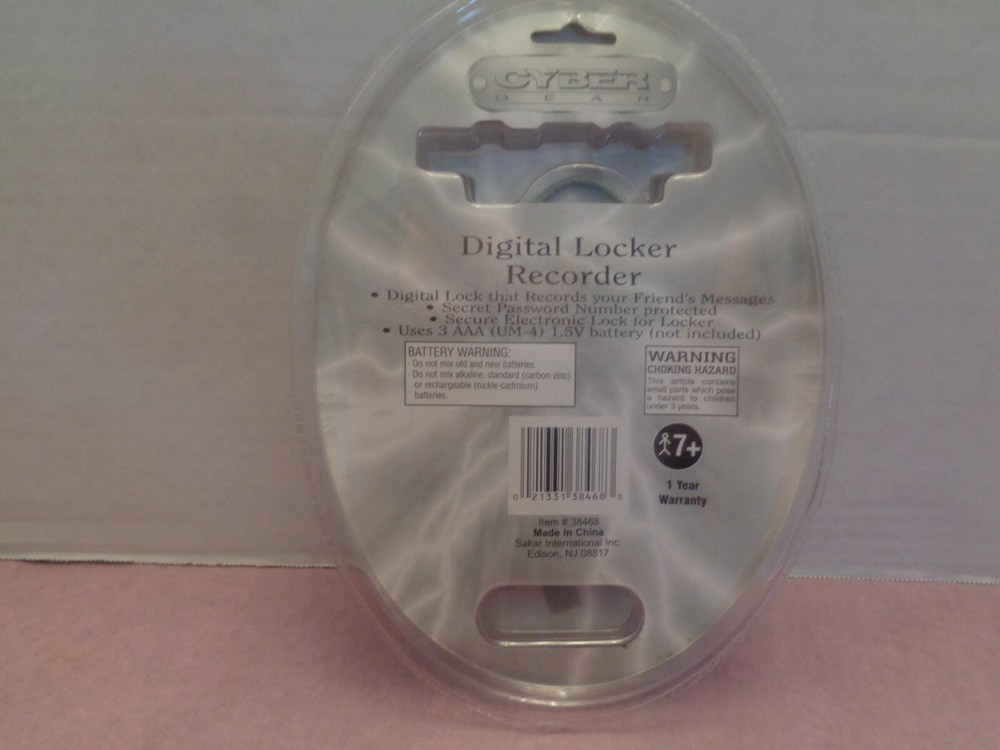 CYBER
GEAR
Digital Locker
Recorder
• Digital Lock that Records your Friend's Messages
• Secret Password Number protected
• Secure Electronic Lock for Locker
• Uses 3 AAA (UM-4) 1.5V battery (not included)
BATTERY WARNING:
- Do not mix old and new batteries.
- Do not mix alkaline, standard (carbon-zinc)
or rechargeable (nickle-cadmium)
batteries.
WARNING
CHOKING HAZARD
This article contains
small parts which pose
a hazard to children
under 3 years.
7+
1 Year
Warranty
0 21331 38468 3
Item # 38468
Made In China
Sakar International Inc.
Edison, NJ 08817